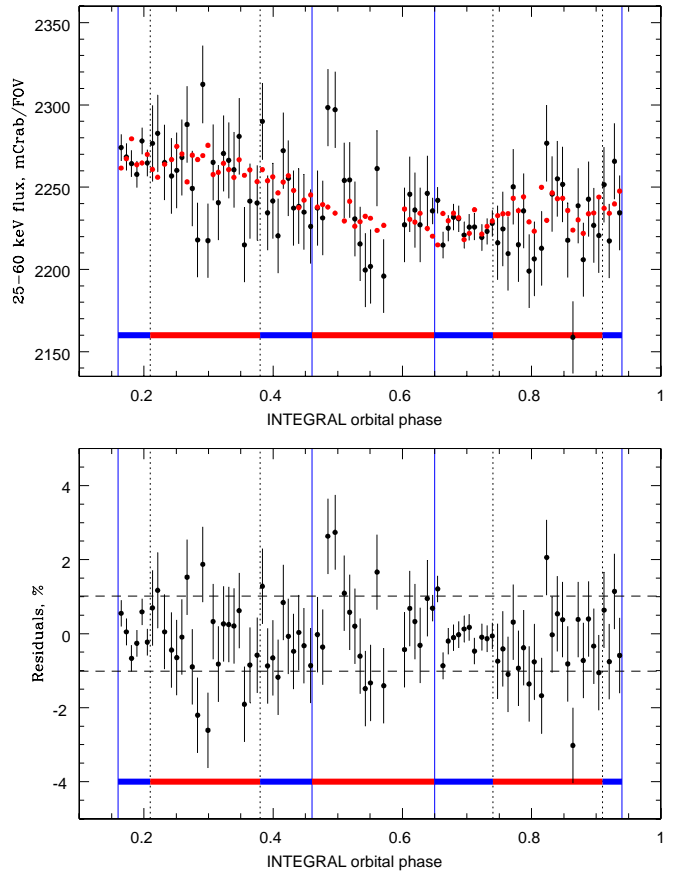 2350
2300
2250
2200
2150
25−60 keV flux, mCrab/FOV
0.2 0.4 0.6 0.8 1
INTEGRAL orbital phase
4
2
0
-2
-4
Residuals, %
0.2 0.4 0.6 0.8 1
INTEGRAL orbital phase